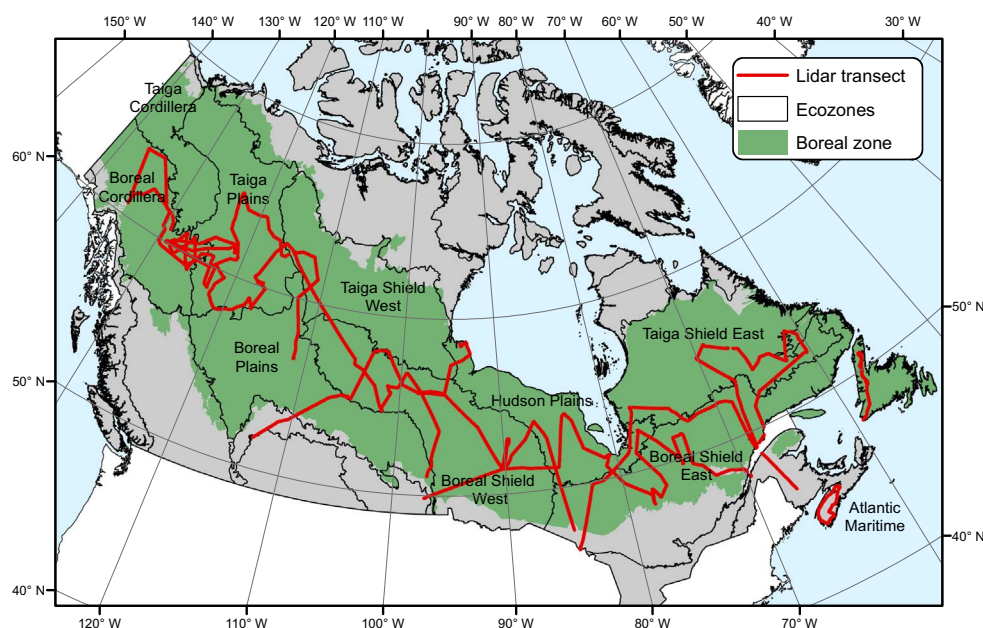 150° W 140° W 130° W 120° W 110° W 100° W 90° W 80° W 70° W 60° W 50° W 40° W 30° W
Lidar transect
Ecozones
Boreal zone
Taiga
Cordillera
60° N
Boreal
Cordillera
Taiga
Plains
Taiga Shield
West
50° N
Taiga Shield East
Boreal
Plains
50° N
Hudson Plains
Boreal Shield
East
Boreal Shield
West
Atlantic
Maritime
40° N
40° N
120° W 110° W 100° W 90° W 80° W 70° W